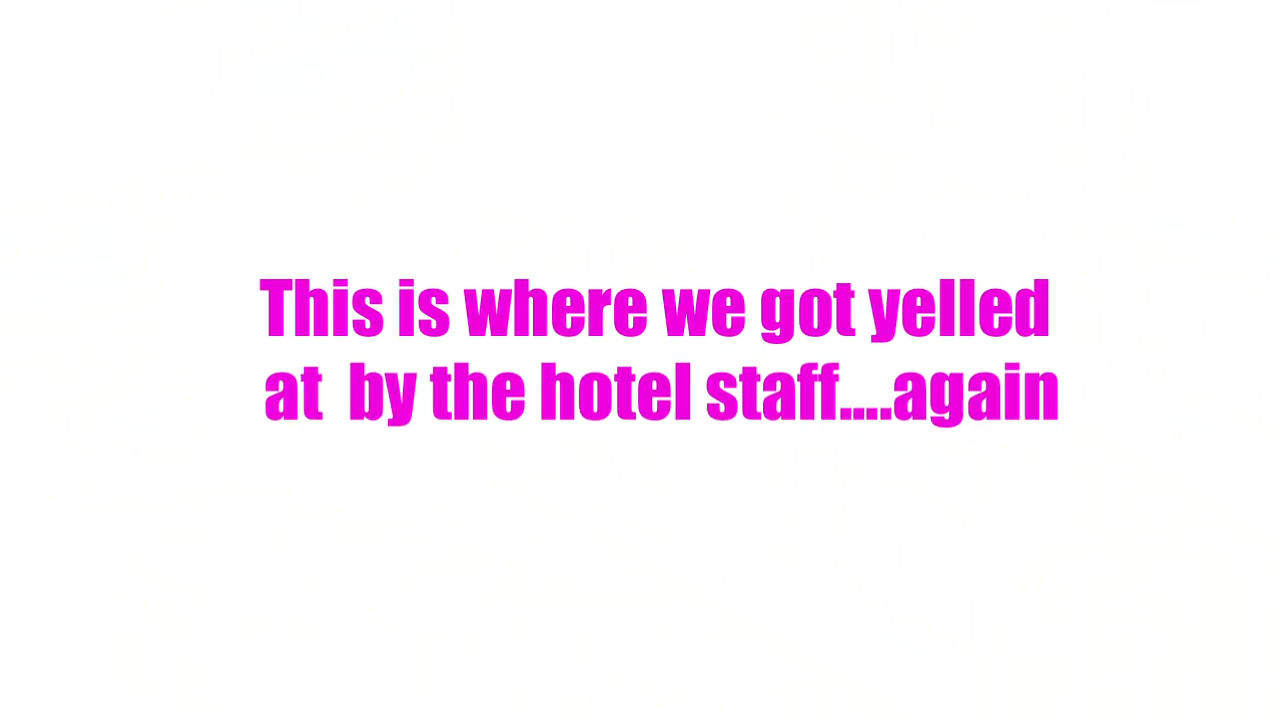 This is where we got yelled
at  by the hotel staff....again